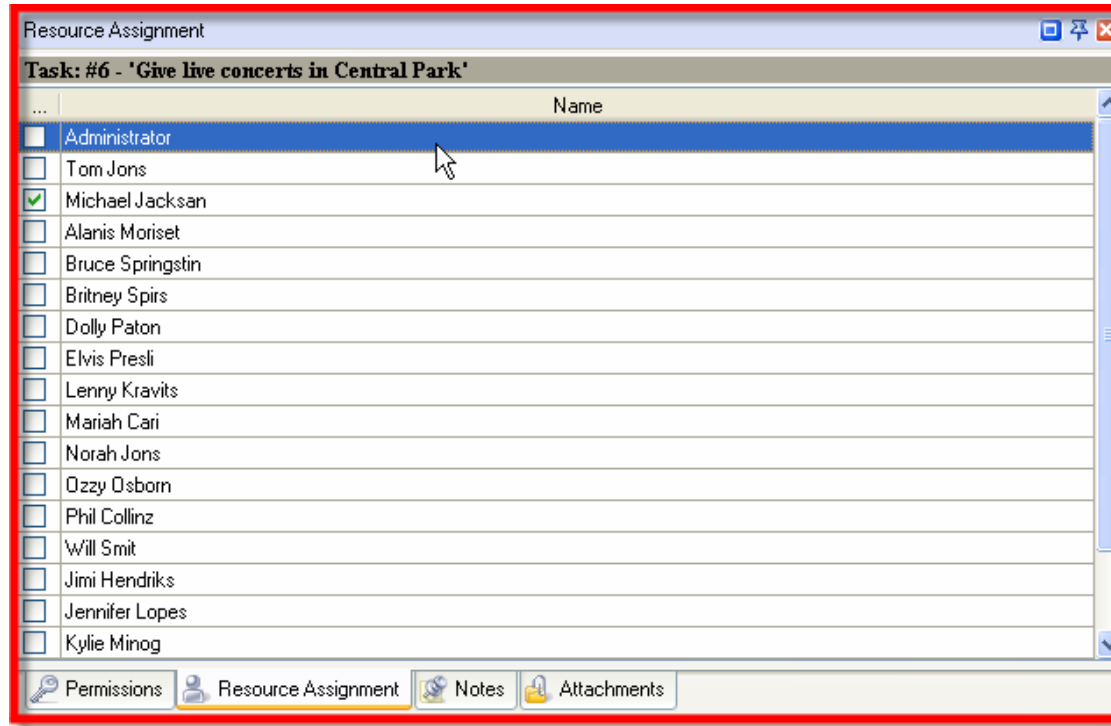 Resource Assignment
Task: #6 - 'Give live concerts in Central Park'
... Name
Administrator
Tom Jons
Michael Jacksan
Alanis Moriset
Bruce Springstin
Britney Spirs
Dolly Paton
Elvis Presli
Lenny Kravits
Mariah Cari
Norah Jons
Ozzy Osborn
Phil Collinz
Will Smit
Jimi Hendriks
Jennifer Lopes
Kylie Minog
Permissions Resource Assignment Notes Attachments